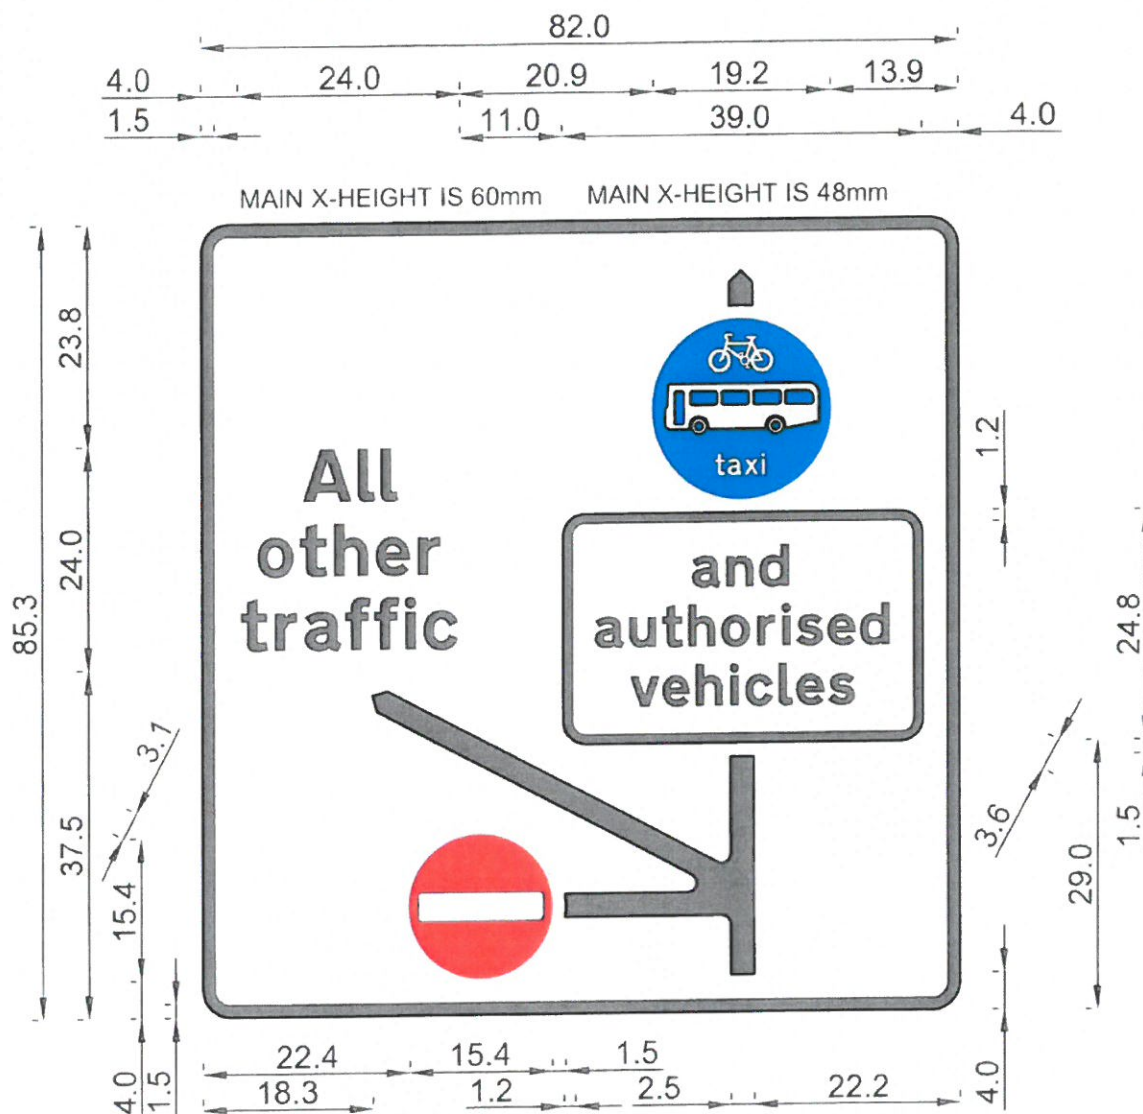 82.0
4.0 24.0 20.9 19.2 13.9
1.5 11.0 39.0 4.0
MAIN X-HEIGHT IS 60mm MAIN X-HEIGHT IS 48mm
85.3
23.8
24.0
37.5
3.1
15.4
4.0
1.5
taxi
All
other
traffic
and
authorised
vehicles
1.2
24.8
1.5
3.6
29.0
4.0
22.4 15.4 1.5
18.3 1.2 2.5 22.2